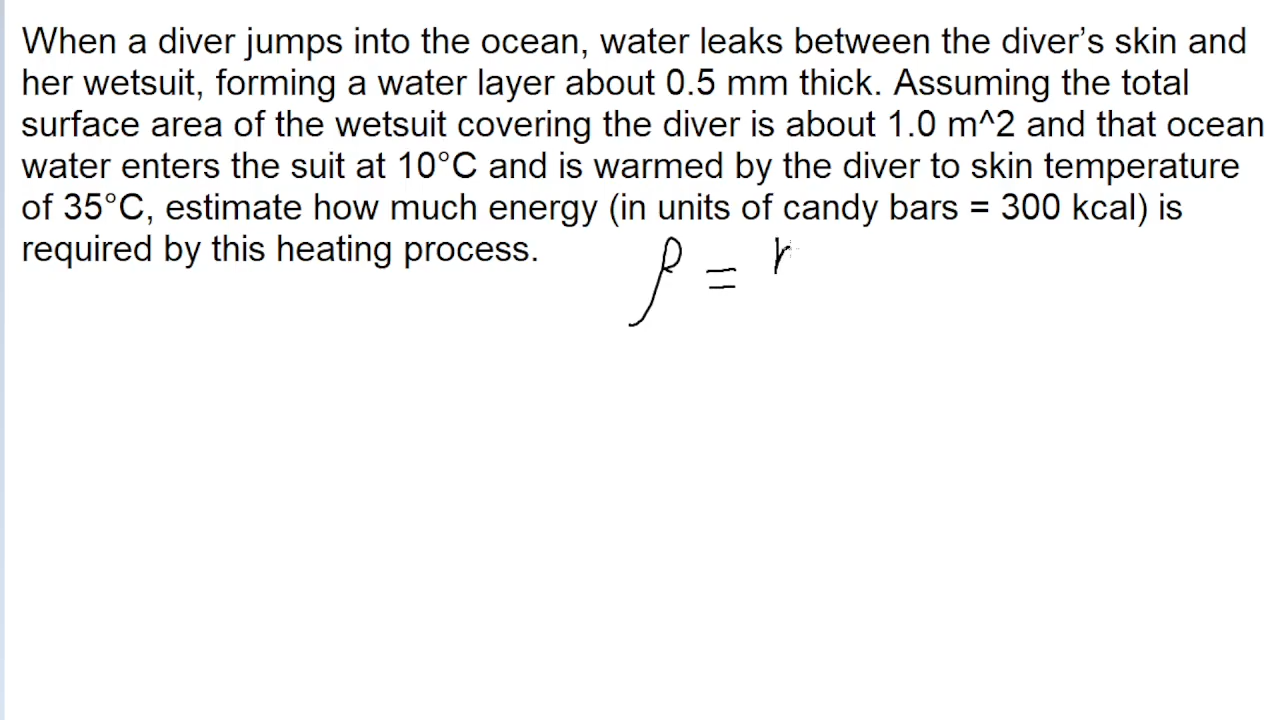 When a diver jumps into the ocean, water leaks between the diver’s skin and
her wetsuit, forming a water layer about 0.5 mm thick. Assuming the total
surface area of the wetsuit covering the diver is about 1.0 m^2 and that ocean
water enters the suit at 10°C and is warmed by the diver to skin temperature
of 35°C, estimate how much energy (in units of candy bars = 300 kcal) is
required by this heating process.
ρ =